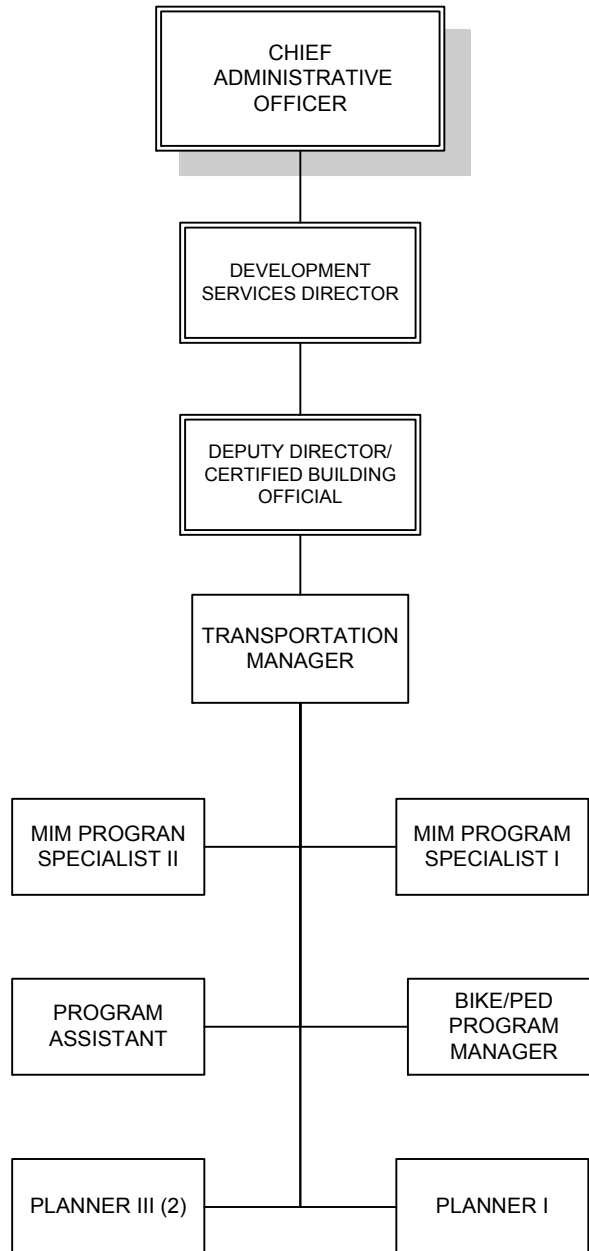 CHIEF
ADMINISTRATIVE
OFFICER
DEVELOPMENT
SERVICES DIRECTOR
DEPUTY DIRECTOR/
CERTIFIED BUILDING
OFFICIAL
TRANSPORTATION
MANAGER
MIM PROGRAN
SPECIALIST II
MIM PROGRAM
SPECIALIST I
PROGRAM
ASSISTANT
BIKE/PED
PROGRAM
MANAGER
PLANNER III (2)
PLANNER I